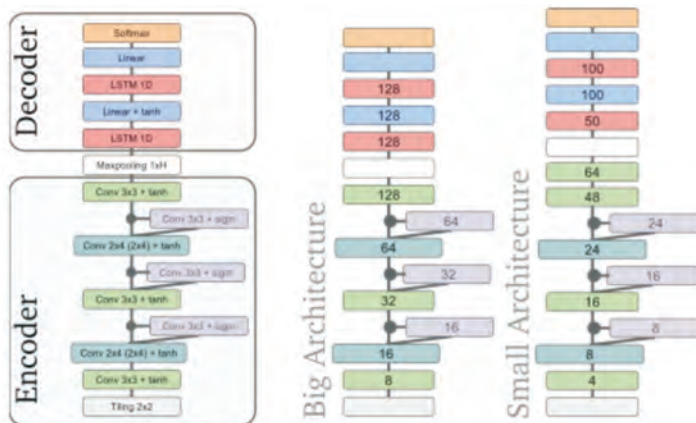 Decoder
Softmax
Linear
LSTM 1D
Linear + tanh
LSTM 1D
Maxpooling 1xH
Encoder
Conv 3x3 + tanh
Conv 3x3 + sigm
Conv 2x4 (2x4) + tanh
Conv 3x3 + sigm
Conv 3x3 + tanh
Conv 3x3 + sigm
Conv 2x4 (2x4) + tanh
Conv 3x3 + tanh
Tiling 2x2
Big Architecture
128
128
128
128
64
64
32
32
16
16
8
Small Architecture
100
100
50
64
48
24
24
16
16
8
8
4